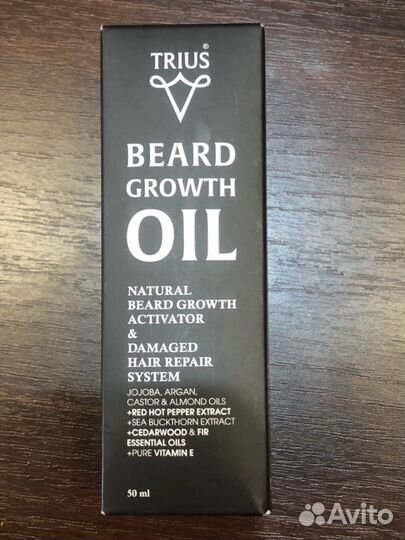 TRIUS®
BEARD
GROWTH
OIL
NATURAL
BEARD GROWTH
ACTIVATOR
&
DAMAGED
HAIR REPAIR
SYSTEM
JOJOBA, ARGAN,
CASTOR & ALMOND OILS
+RED HOT PEPPER EXTRACT
+SEA BUCKTHORN EXTRACT
+CEDARWOOD & FIR
ESSENTIAL OILS
+PURE VITAMIN E
50 ml
Avito